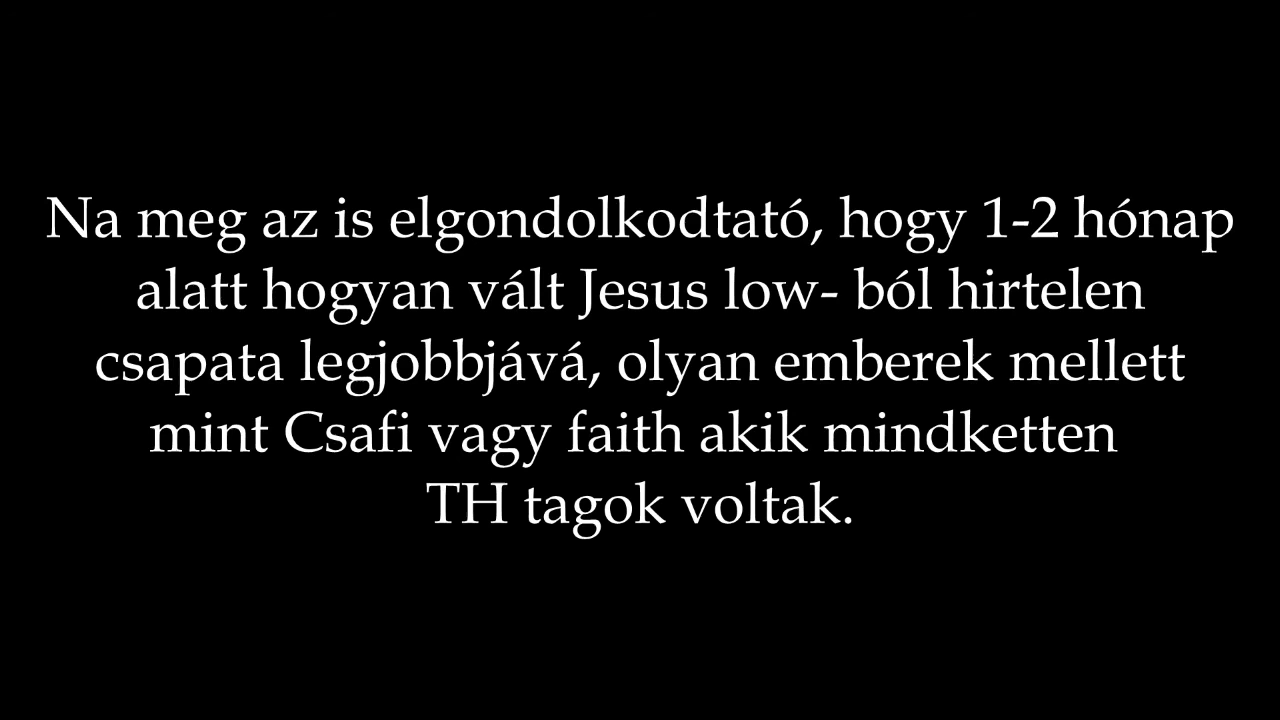 Na meg az is elgondolkodtató, hogy 1-2 hónap
alatt hogyan vált Jesus low- ból hirtelen
csapata legjobbjává, olyan emberek mellett
mint Csafi vagy faith akik mindketten
TH tagok voltak.